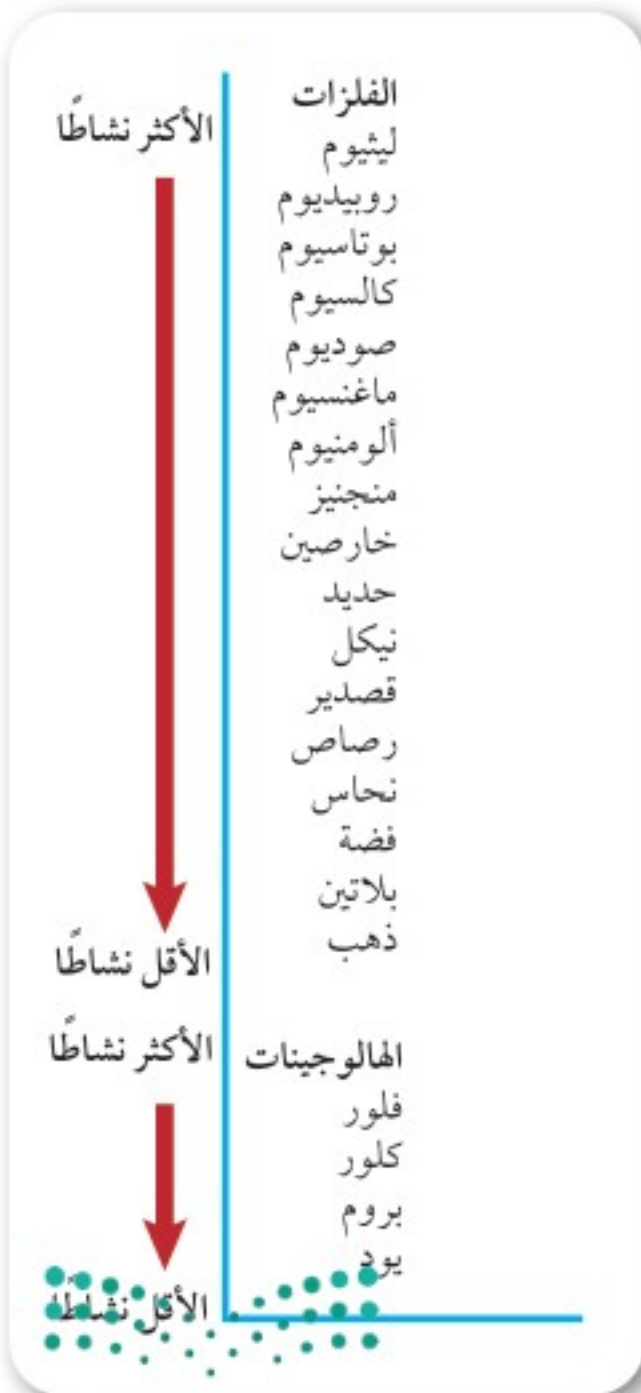 الفلزات
الأكثر نشاطًا
ليثيوم
روبيديوم
بوتاسيوم
كالسيوم
صوديوم
ماغنسيوم
ألومنيوم
منجنيز
خارصين
حديد
نيكل
قصدير
رصاص
نحاس
فضة
بلاتين
ذهب
الأقل نشاطًا
الهالوجينات
الأكثر نشاطًا
فلور
كلور
بروم
يود
الأقل نشاطًا